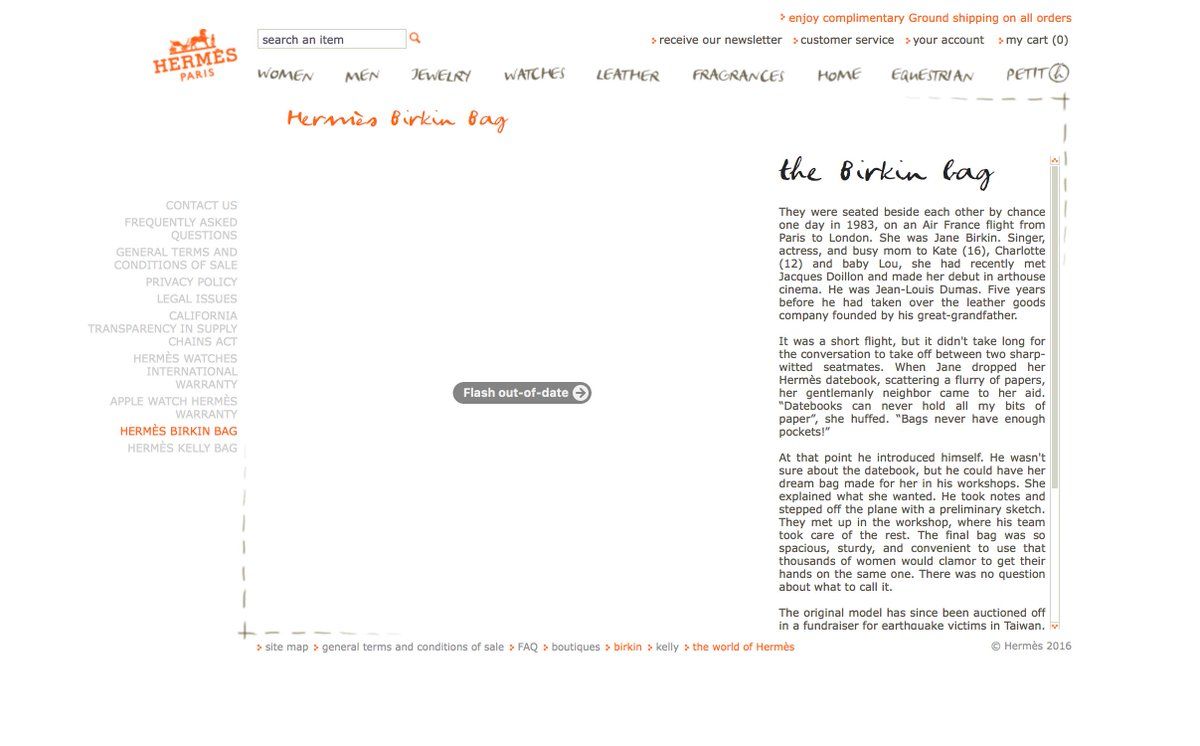 enjoy complimentary Ground shipping on all orders
HERMÈS
PARIS
search an item
receive our newsletter customer service your account my cart (0)
WOMEN MEN JEWELRY WATCHES LEATHER FRAGRANCES HOME EQUESTRIAN PETIT h
Hermès Birkin Bag
CONTACT US
FREQUENTLY ASKED
QUESTIONS
GENERAL TERMS AND
CONDITIONS OF SALE
PRIVACY POLICY
LEGAL ISSUES
CALIFORNIA
TRANSPARENCY IN SUPPLY
CHAINS ACT
HERMÈS WATCHES
INTERNATIONAL
WARRANTY
APPLE WATCH HERMÈS
WARRANTY
HERMÈS BIRKIN BAG
HERMÈS KELLY BAG
Flash out-of-date
the Birkin bag
They were seated beside each other by chance
one day in 1983, on an Air France flight from
Paris to London. She was Jane Birkin. Singer,
actress, and busy mom to Kate (16), Charlotte
(12) and baby Lou, she had recently met
Jacques Doillon and made her debut in arthouse
cinema. He was Jean-Louis Dumas. Five years
before he had taken over the leather goods
company founded by his great-grandfather.
It was a short flight, but it didn't take long for
the conversation to take off between two sharp-
witted seatmates. When Jane dropped her
Hermès datebook, scattering a flurry of papers,
her gentlemanly neighbor came to her aid.
“Datebooks can never hold all my bits of
paper”, she huffed. “Bags never have enough
pockets!”
At that point he introduced himself. He wasn't
sure about the datebook, but he could have her
dream bag made for her in his workshops. She
explained what she wanted. He took notes and
stepped off the plane with a preliminary sketch.
They met up in the workshop, where his team
took care of the rest. The final bag was so
spacious, sturdy, and convenient to use that
thousands of women would clamor to get their
hands on the same one. There was no question
about what to call it.
The original model has since been auctioned off
in a fundraiser for earthquake victims in Taiwan.
site map general terms and conditions of sale FAQ boutiques birkin kelly the world of Hermès
© Hermès 2016